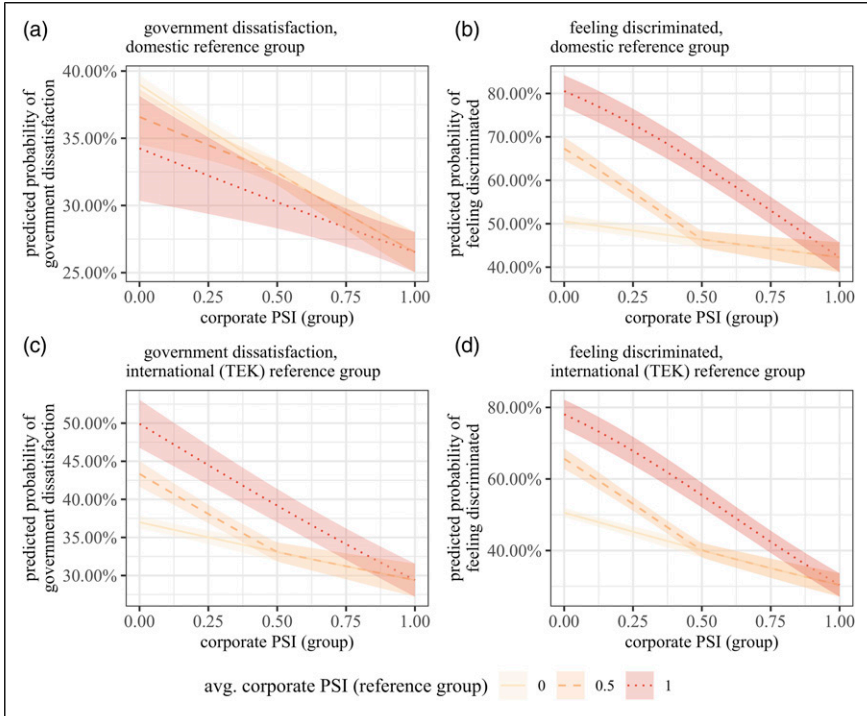 (a)
government dissatisfaction,
domestic reference group
40.00%
35.00%
30.00%
25.00%
predicted probability of
government dissatisfaction
0.00 0.25 0.50 0.75 1.00
corporate PSI (group)
(b)
feeling discriminated,
domestic reference group
80.00%
70.00%
60.00%
50.00%
40.00%
predicted probability of
feeling discriminated
0.00 0.25 0.50 0.75 1.00
corporate PSI (group)
(c)
government dissatisfaction,
international (TEK) reference group
50.00%
45.00%
40.00%
35.00%
30.00%
predicted probability of
government dissatisfaction
0.00 0.25 0.50 0.75 1.00
corporate PSI (group)
(d)
feeling discriminated,
international (TEK) reference group
80.00%
60.00%
40.00%
predicted probability of
feeling discriminated
0.00 0.25 0.50 0.75 1.00
corporate PSI (group)
avg. corporate PSI (reference group) 0 0.5 1